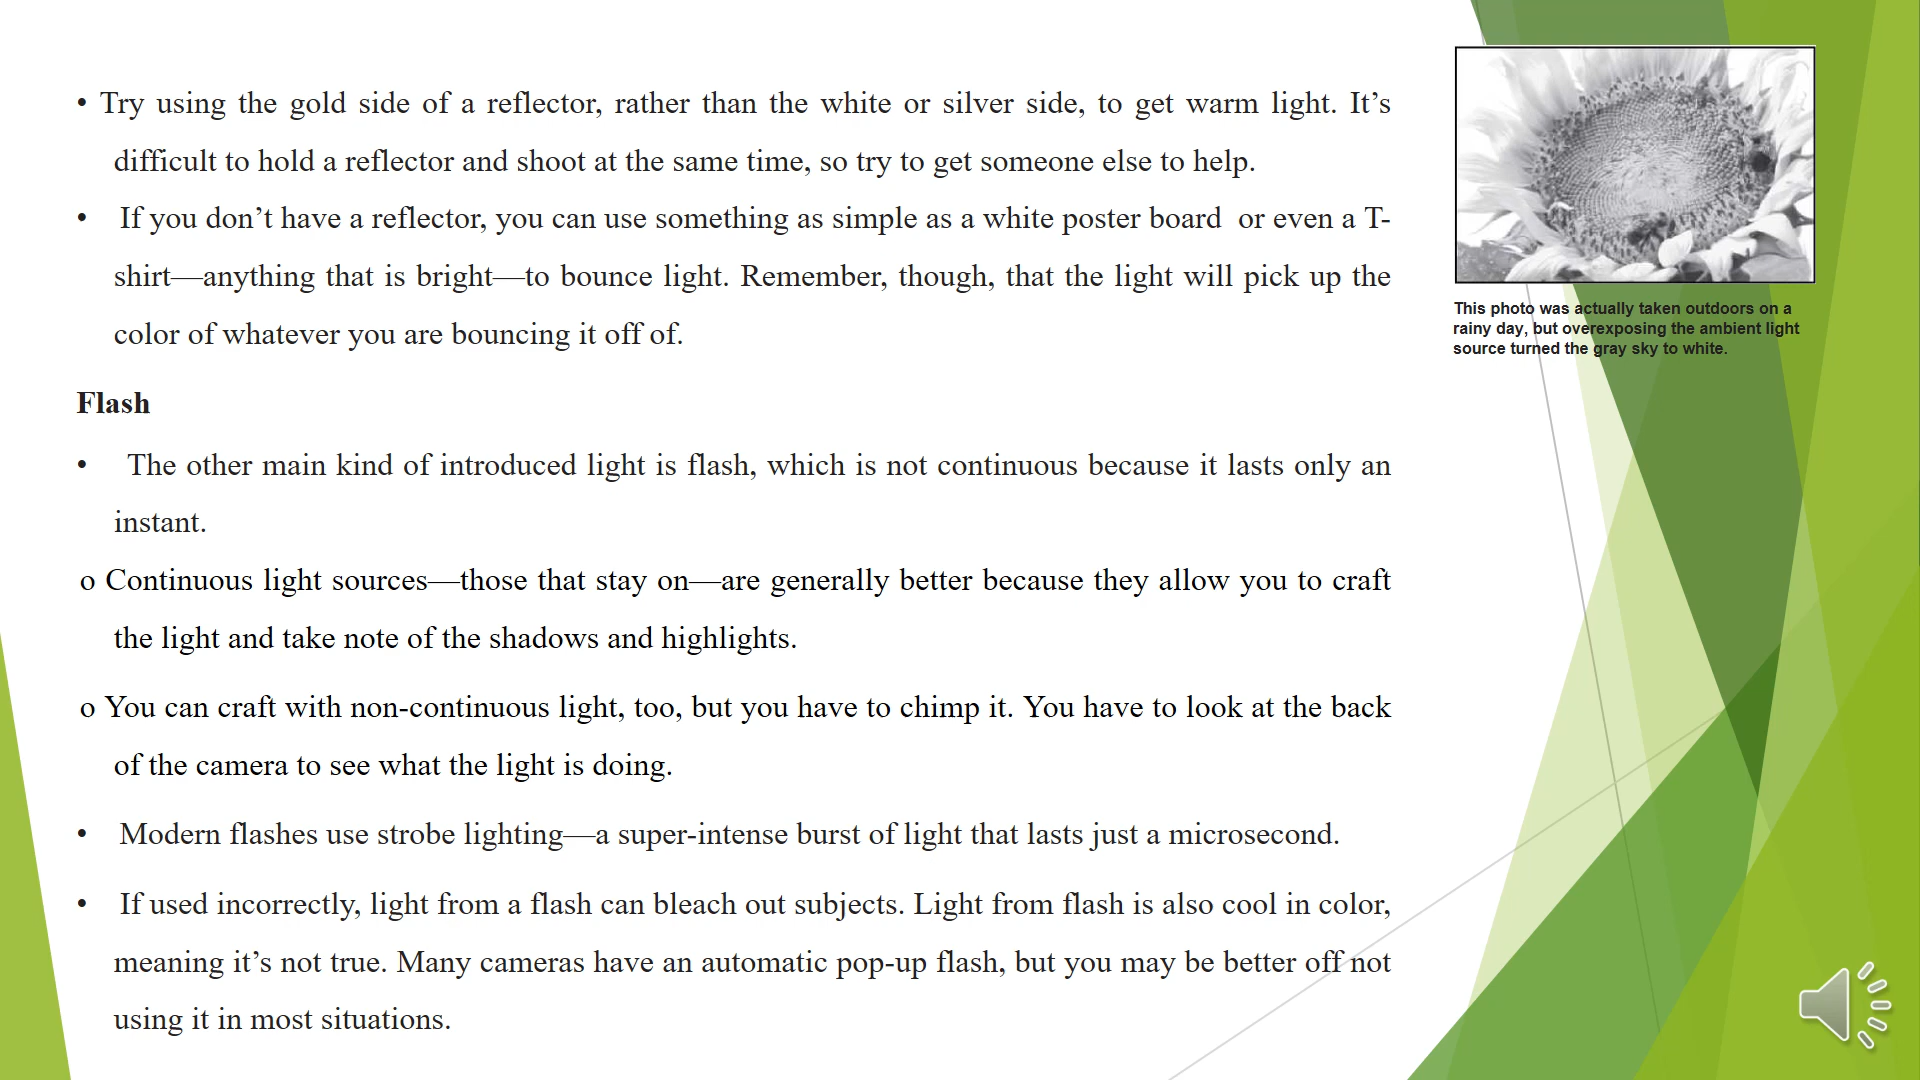 • Try using the gold side of a reflector, rather than the white or silver side, to get warm light. It’s
difficult to hold a reflector and shoot at the same time, so try to get someone else to help.
• If you don’t have a reflector, you can use something as simple as a white poster board or even a T-
shirt—anything that is bright—to bounce light. Remember, though, that the light will pick up the
color of whatever you are bouncing it off of.
Flash
• The other main kind of introduced light is flash, which is not continuous because it lasts only an
instant.
o Continuous light sources—those that stay on—are generally better because they allow you to craft
the light and take note of the shadows and highlights.
o You can craft with non-continuous light, too, but you have to chimp it. You have to look at the back
of the camera to see what the light is doing.
• Modern flashes use strobe lighting—a super-intense burst of light that lasts just a microsecond.
• If used incorrectly, light from a flash can bleach out subjects. Light from flash is also cool in color,
meaning it’s not true. Many cameras have an automatic pop-up flash, but you may be better off not
using it in most situations.
This photo was actually taken outdoors on a
rainy day, but overexposing the ambient light
source turned the gray sky to white.